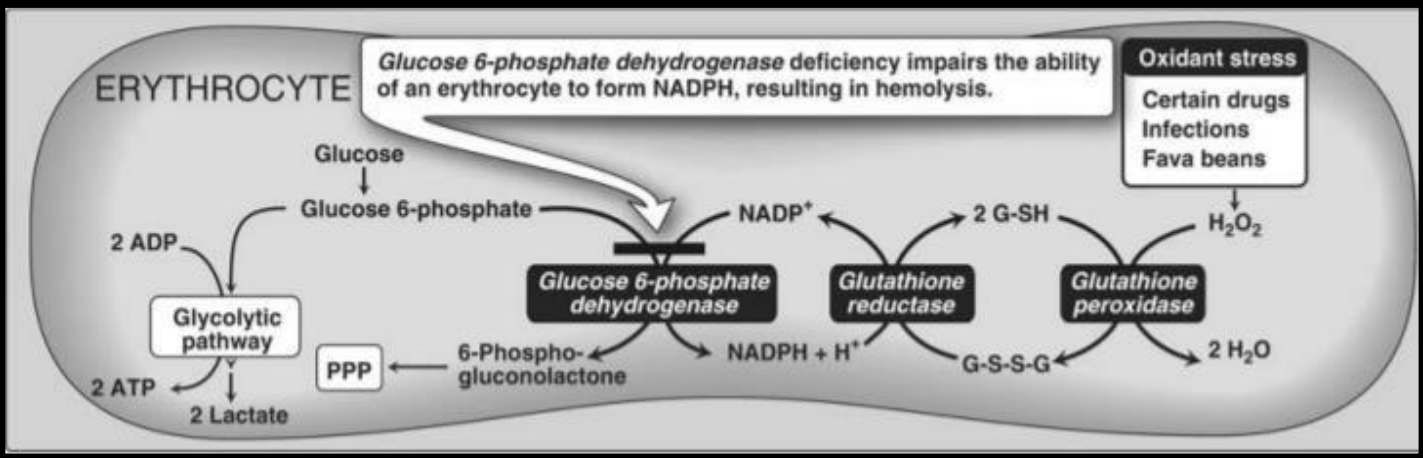 ERYTHROCYTE
Glucose 6-phosphate dehydrogenase deficiency impairs the ability
of an erythrocyte to form NADPH, resulting in hemolysis.
Oxidant stress
Certain drugs
Infections
Fava beans
Glucose
Glucose 6-phosphate
NADP⁺
2 G-SH
H₂O₂
2 ADP
Glucose 6-phosphate
dehydrogenase
Glutathione
reductase
Glutathione
peroxidase
Glycolytic
pathway
PPP
6-Phospho-
gluconolactone
NADPH + H⁺
G-S-S-G
2 H₂O
2 ATP
2 Lactate